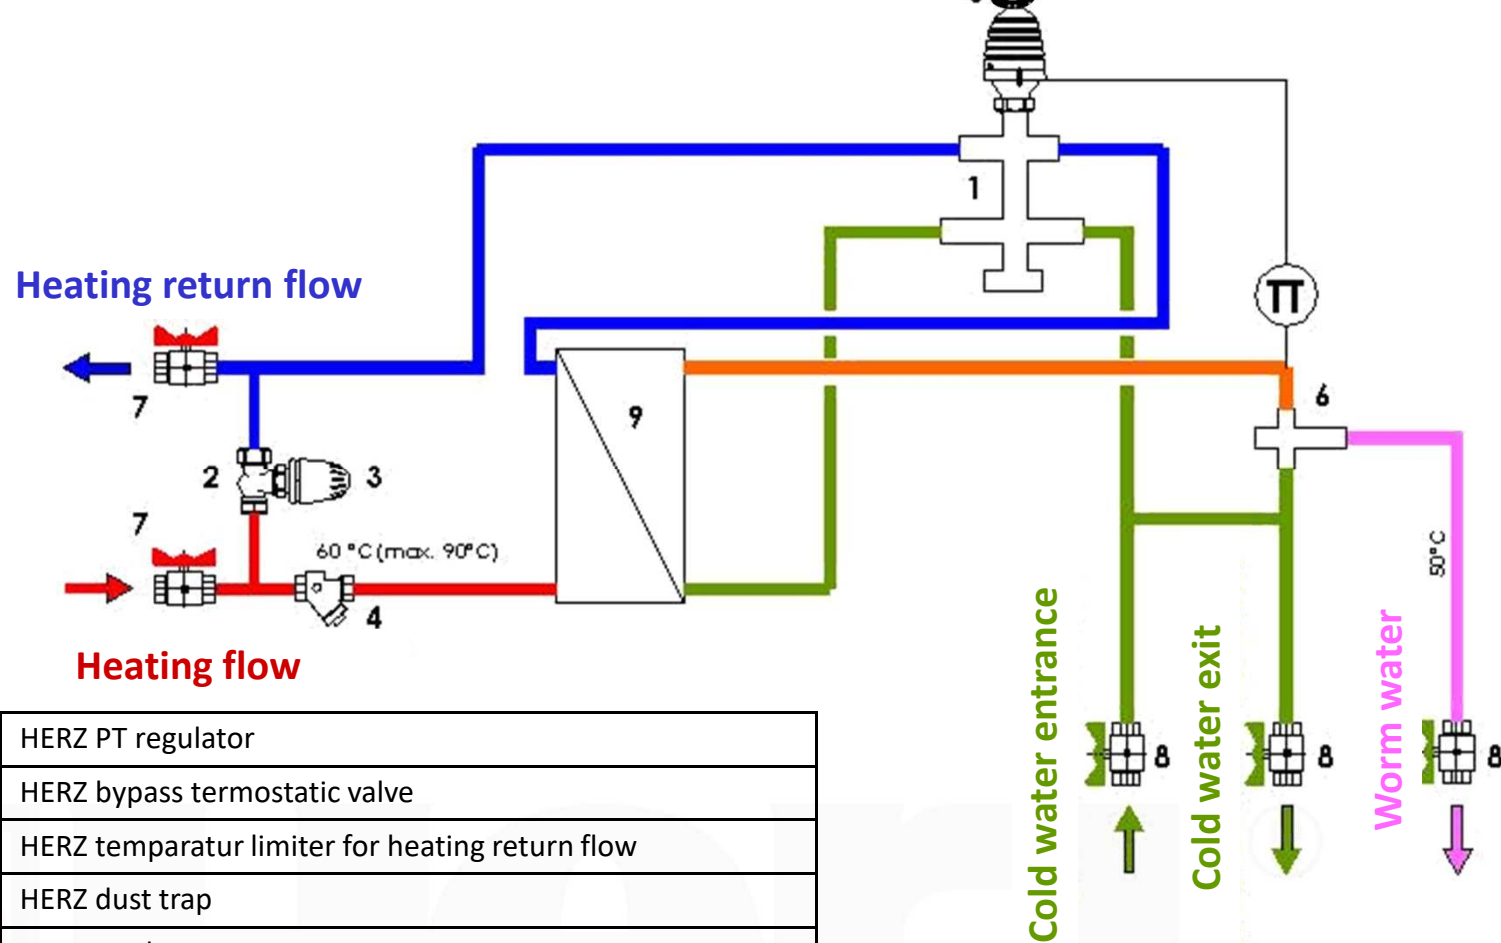 1
Heating return flow
TT
7
9
6
2
3
7
60 °C (max. 90°C)
4
50°C
Heating flow
Cold water entrance
Cold water exit
Worm water
8
8
8
HERZ PT regulator
HERZ bypass termostatic valve
HERZ temparatur limiter for heating return flow
HERZ dust trap